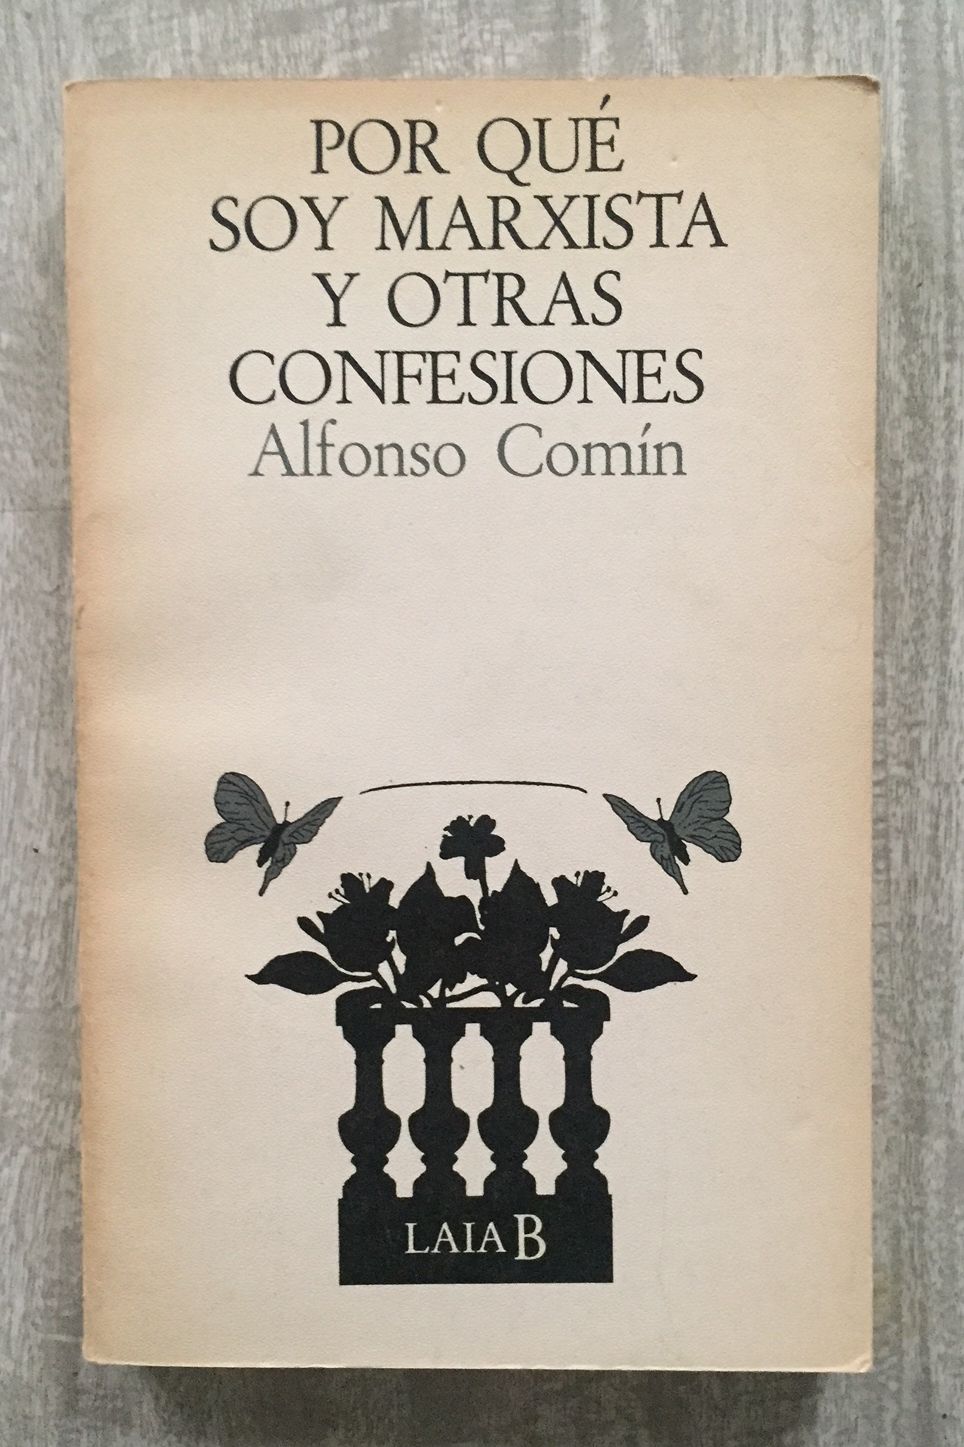 POR QUÉ
SOY MARXISTA
Y OTRAS
CONFESIONES
Alfonso Comín
LAIA B